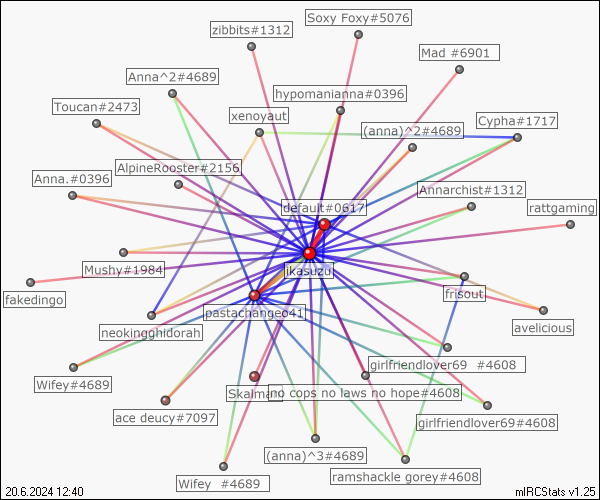 Soxy Foxy#5076
zibbits#1312
Mad #6901
Anna^2#4689
hypomanianna#0396
Toucan#2473
xenoyaut
Cypha#1717
(anna)^2#4689
AlpineRooster#2156
Anna.#0396
Annarchist#1312
default#0617
rattgaming
Mushy#1984
ikasuzu
frisout
fakedingo
pastachangeo41
avelicious
neokingghidorah
girlfriendlover69 #4608
Wifey#4689
Skalman
no cops no laws no hope#4608
ace deucy#7097
girlfriendlover69#4608
(anna)^3#4689
ramshackle gorey#4608
Wifey #4689
20.6.2024 12:40
mIRCStats v1.25